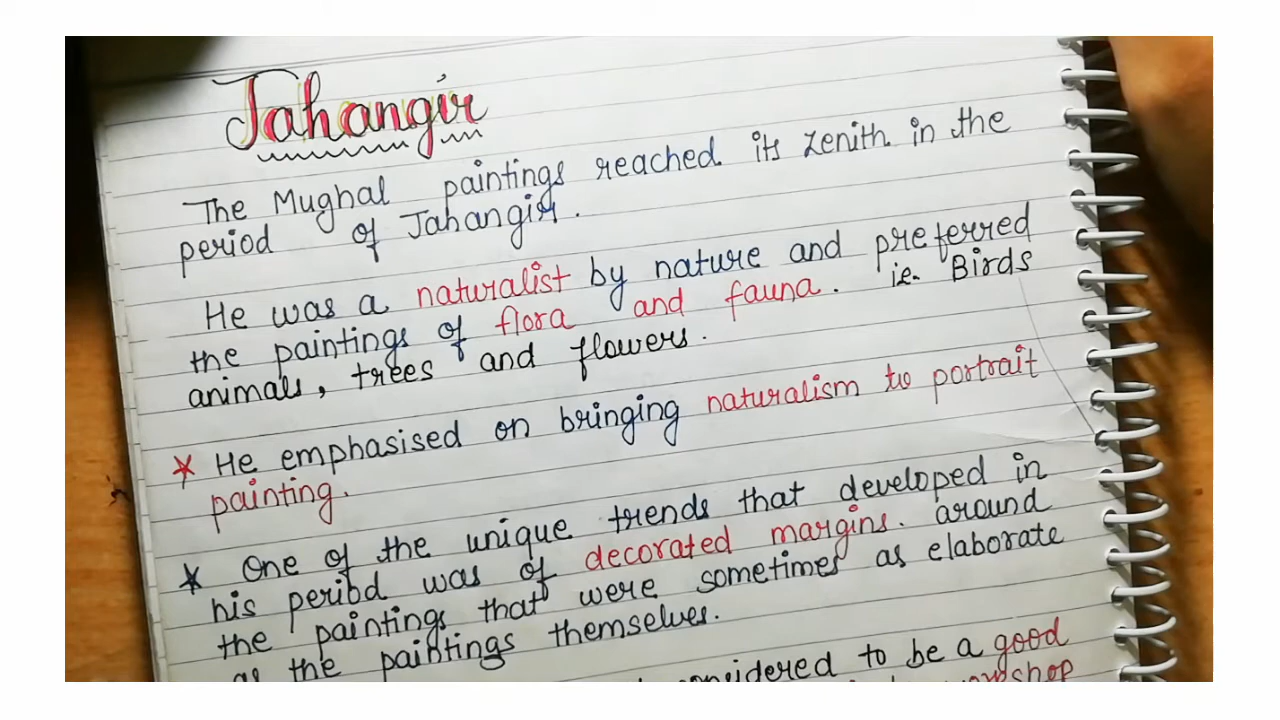 Jahangir
The Mughal paintings reached its zenith in the
period of Jahangir.
He was a naturalist by nature and preferred
the paintings of flora and fauna. ie. Birds
animals, trees and flowers.
* He emphasised on bringing naturalism to portrait
painting.
* One of the unique trends that developed in
his period was of decorated margins. around
the paintings that were sometimes as elaborate
as the paintings themselves.
considered to be a good
workshop